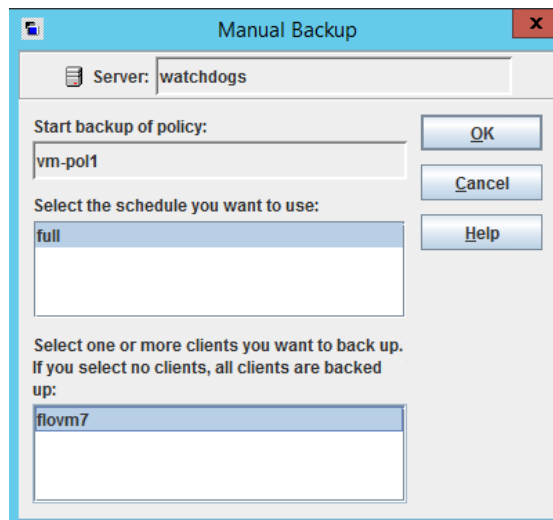 Manual Backup
x
Server: watchdogs
Start backup of policy:
vm-pol1
OK
Cancel
Select the schedule you want to use:
full
Help
Select one or more clients you want to back up.
If you select no clients, all clients are backed
up:
flovm7